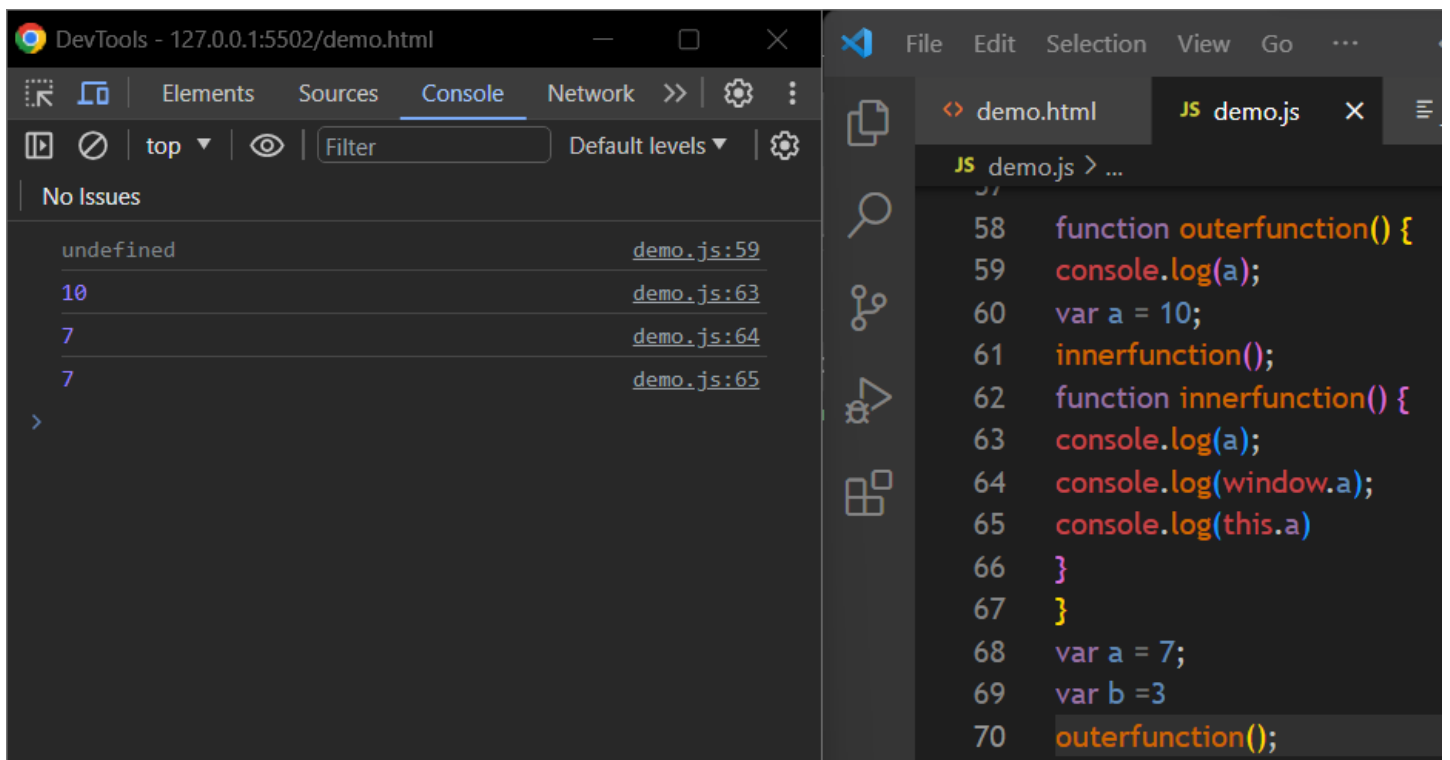 DevTools - 127.0.0.1:5502/demo.html
Elements Sources Console Network
top Filter Default levels
No Issues
undefined demo.js:59
10 demo.js:63
7 demo.js:64
7 demo.js:65
File Edit Selection View Go ...
demo.html JS demo.js
JS demo.js > ...
57
58 function outerfunction() {
59 console.log(a);
60 var a = 10;
61 innerfunction();
62 function innerfunction() {
63 console.log(a);
64 console.log(window.a);
65 console.log(this.a)
66 }
67 }
68 var a = 7;
69 var b =3
70 outerfunction();